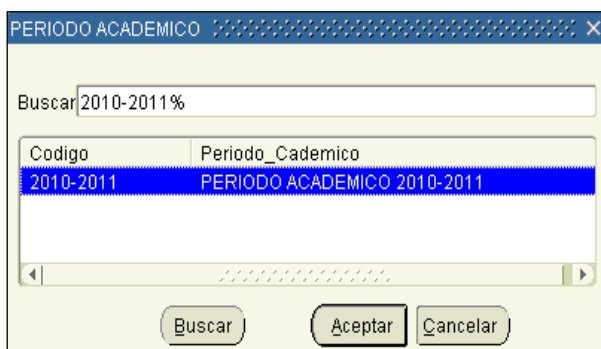 PERIODO ACADEMICO
Buscar 2010-2011%
Codigo Periodo_Cademico
2010-2011 PERIODO ACADEMICO 2010-2011
Buscar Aceptar Cancelar